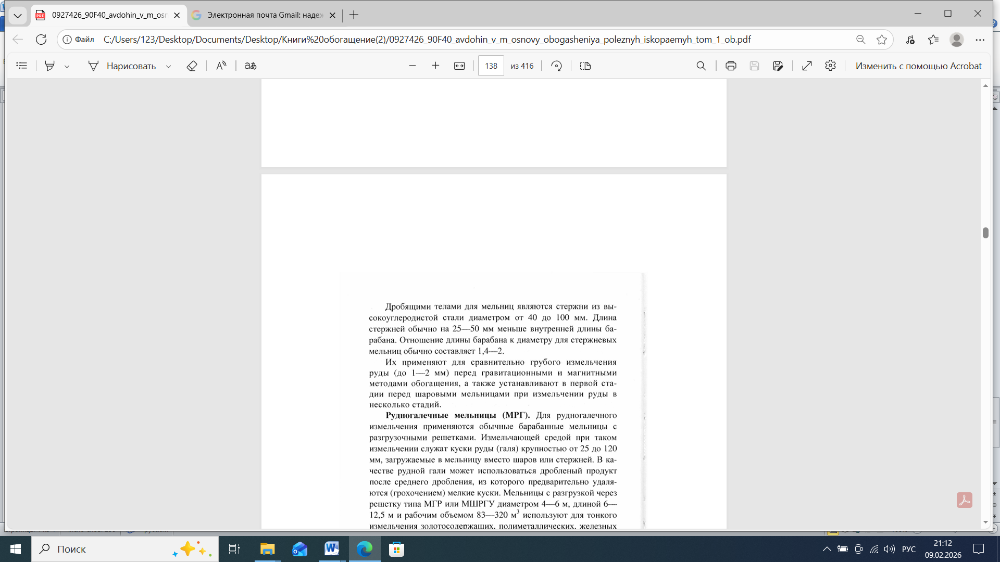 0927426_90F40_avdohin_v_m_osn
Электронная почта Gmail: надеж
Файл
C:/Users/123/Desktop/Documents/Desktop/Книги%20обогащение(2)/0927426_90F40_avdohin_v_m_osnovy_obogasheniya_poleznyh_iskopaemyh_tom_1_ob.pdf
Нарисовать
аあ
138
из 416
Изменить с помощью Acrobat
Дробящими телами для мельниц являются стержни из вы-
сокоуглеродистой стали диаметром от 40 до 100 мм. Длина
стержней обычно на 25—50 мм меньше внутренней длины ба-
рабана. Отношение длины барабана к диаметру для стержневых
мельниц обычно составляет 1,4—2.
Их применяют для сравнительно грубого измельчения
руды (до 1—2 мм) перед гравитационными и магнитными
методами обогащения, а также устанавливают в первой ста-
дии перед шаровыми мельницами при измельчении руды в
несколько стадий.
Рудногалечные мельницы (МРГ). Для рудногалечного
измельчения применяются обычные барабанные мельницы с
разгрузочными решетками. Измельчающей средой при таком
измельчении служат куски руды (галя) крупностью от 25 до 120
мм, загружаемые в мельницу вместо шаров или стержней. В ка-
честве рудной гали может использоваться дробленый продукт
после среднего дробления, из которого предварительно удаля-
ются (грохочением) мелкие куски. Мельницы с разгрузкой через
решетку типа МГР или МШРГУ диаметром 4—6 м, длиной 6—
12,5 м и рабочим объемом 83—320 м³ используют для тонкого
измельчения золотосодержащих, полиметаллических, железных
Поиск
РУС
21:12
09.02.2026